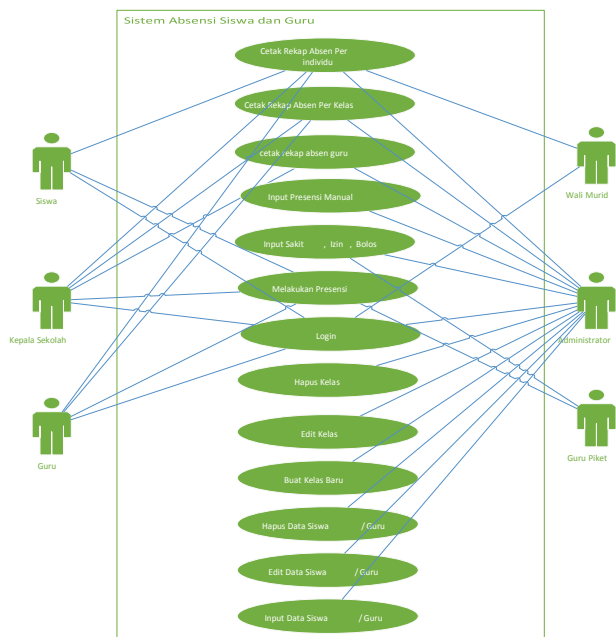 Sistem Absensi Siswa dan Guru
Cetak Rekap Absen Per
individu
Cetak Rekap Absen Per Kelas
cetak rekap absen guru
Input Presensi Manual
Input Sakit , Izin , Bolos
Melakukan Presensi
Login
Hapus Kelas
Edit Kelas
Buat Kelas Baru
Hapus Data Siswa / Guru
Edit Data Siswa / Guru
Input Data Siswa / Guru
Siswa
Kepala Sekolah
Guru
Wali Murid
Administrator
Guru Piket